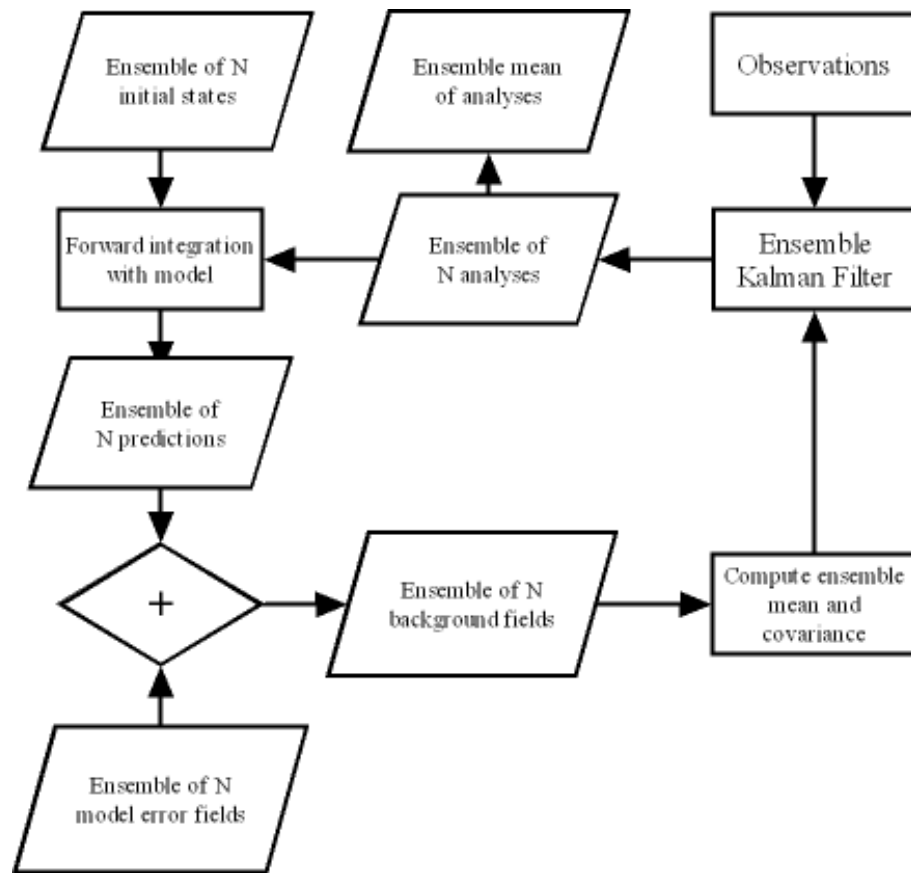 Ensemble of N
initial states
Ensemble mean
of analyses
Observations
Forward integration
with model
Ensemble of
N analyses
Ensemble
Kalman Filter
Ensemble of
N predictions
+
Ensemble of N
background fields
Compute ensemble
mean and
covariance
Ensemble of N
model error fields